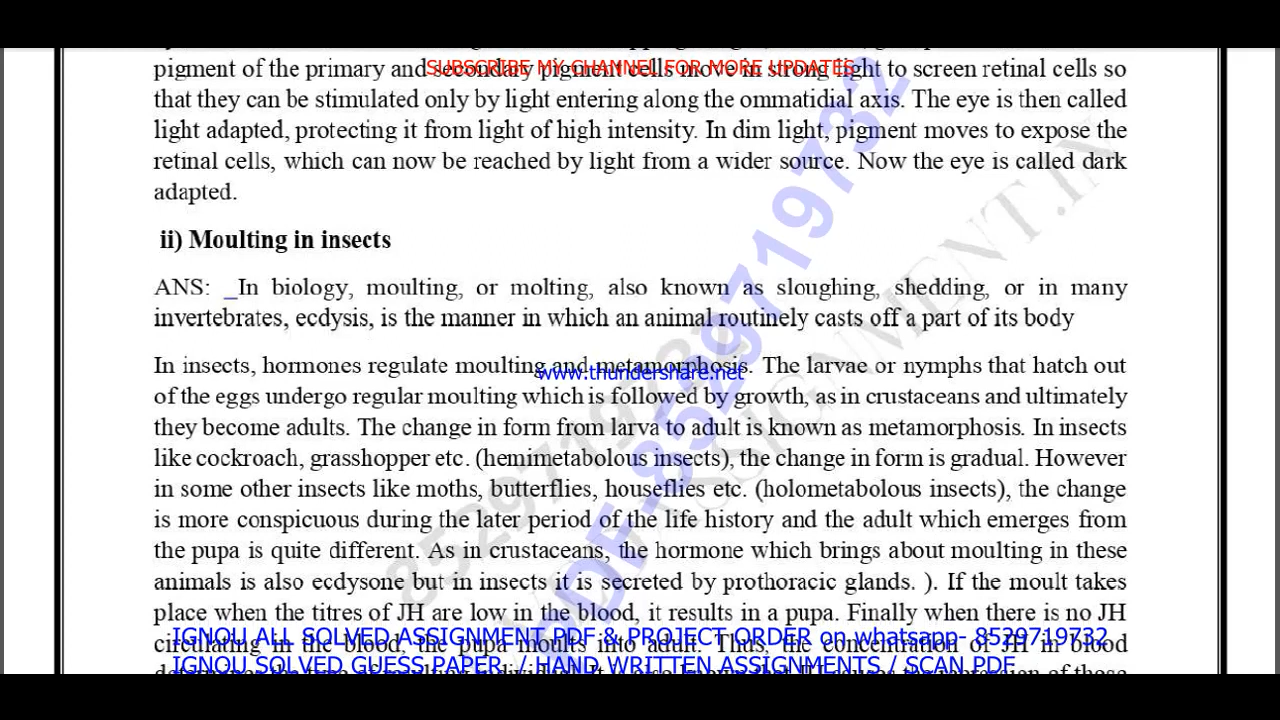 pigment of the primary and secondary pigment cells move in strong light to screen retinal cells so
SUBSCRIBE MY CHANNEL FOR MORE UPDATES
that they can be stimulated only by light entering along the ommatidial axis. The eye is then called
light adapted, protecting it from light of high intensity. In dim light, pigment moves to expose the
retinal cells, which can now be reached by light from a wider source. Now the eye is called dark
adapted.
ii) Moulting in insects
ANS: _In biology, moulting, or molting, also known as sloughing, shedding, or in many
invertebrates, ecdysis, is the manner in which an animal routinely casts off a part of its body
In insects, hormones regulate moulting and metamorphosis. The larvae or nymphs that hatch out
www.thundershare.net
of the eggs undergo regular moulting which is followed by growth, as in crustaceans and ultimately
they become adults. The change in form from larva to adult is known as metamorphosis. In insects
like cockroach, grasshopper etc. (hemimetabolous insects), the change in form is gradual. However
in some other insects like moths, butterflies, houseflies etc. (holometabolous insects), the change
is more conspicuous during the later period of the life history and the adult which emerges from
the pupa is quite different. As in crustaceans, the hormone which brings about moulting in these
animals is also ecdysone but in insects it is secreted by prothoracic glands. ). If the moult takes
place when the titres of JH are low in the blood, it results in a pupa. Finally when there is no JH
IGNOU ALL SOLVED ASSIGNMENT PDF & PROJECT ORDER on whatsapp- 8529719732
circulating in the blood, the pupa moults into adult. Thus, the concentration of JH in blood
IGNOU SOLVED GUESS PAPER / HAND WRITTEN ASSIGNMENTS / SCAN PDF
PDF-8529719732